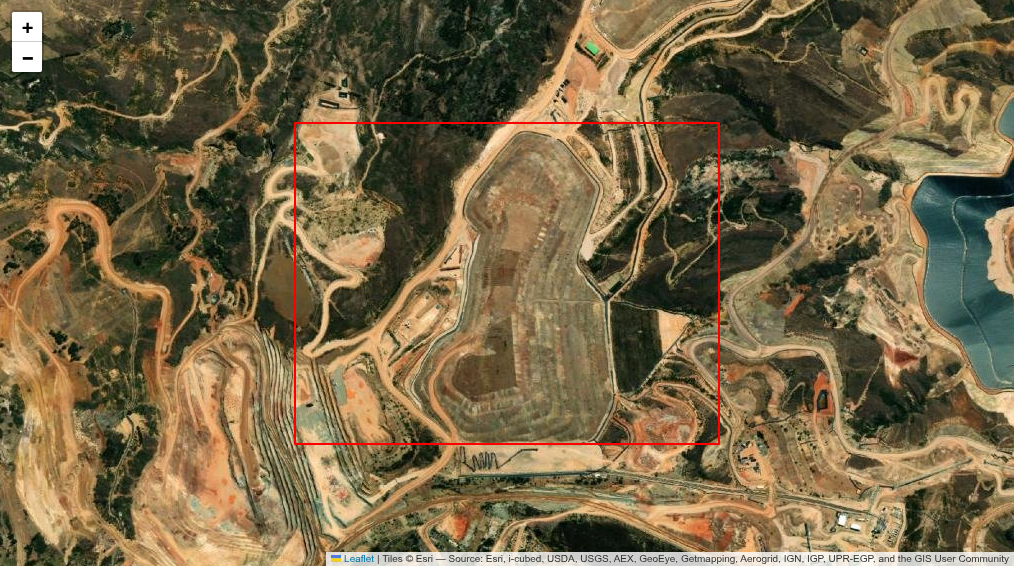 +
−
Leaflet | Tiles © Esri — Source: Esri, i-cubed, USDA, USGS, AEX, GeoEye, Getmapping, Aerogrid, IGN, IGP, UPR-EGP, and the GIS User Community